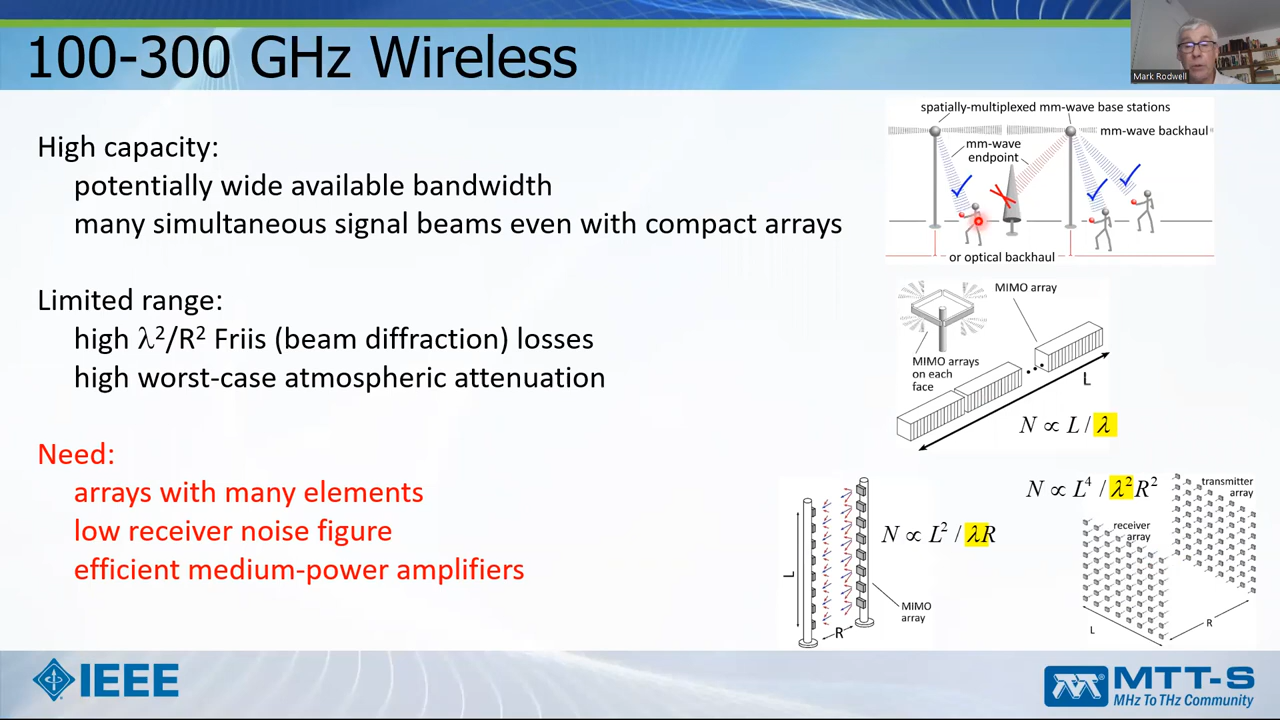 100-300 GHz Wireless
Mark Rodwell
High capacity:
potentially wide available bandwidth
many simultaneous signal beams even with compact arrays
Limited range:
high λ²/R² Friis (beam diffraction) losses
high worst-case atmospheric attenuation
Need:
arrays with many elements
low receiver noise figure
efficient medium-power amplifiers
spatially-multiplexed mm-wave base stations
mm-wave backhaul
mm-wave
endpoint
or optical backhaul
MIMO array
MIMO arrays
on each
face
L
N ∝ L / λ
N ∝ L² / λR
L
R
MIMO
array
N ∝ L⁴ / λ²R²
transmitter
array
receiver
array
L
R
IEEE
MTT-S
MHz To THz Community